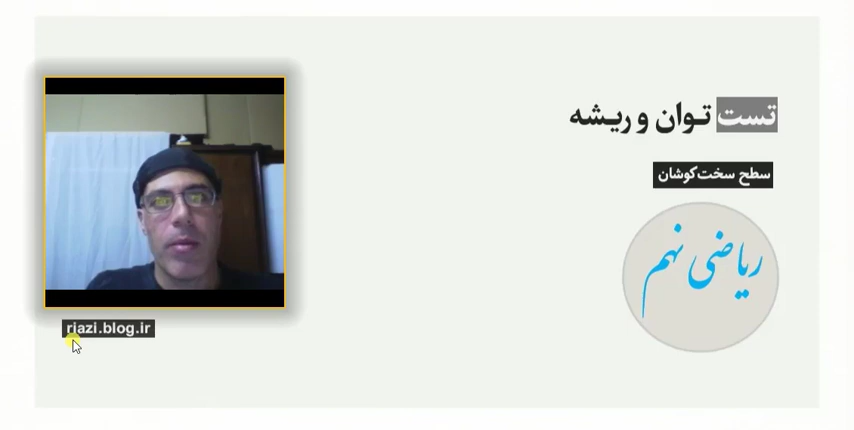 تست توان و ریشه
سطح سخت‌کوشان
ریاضی نهم
riazi.blog.ir